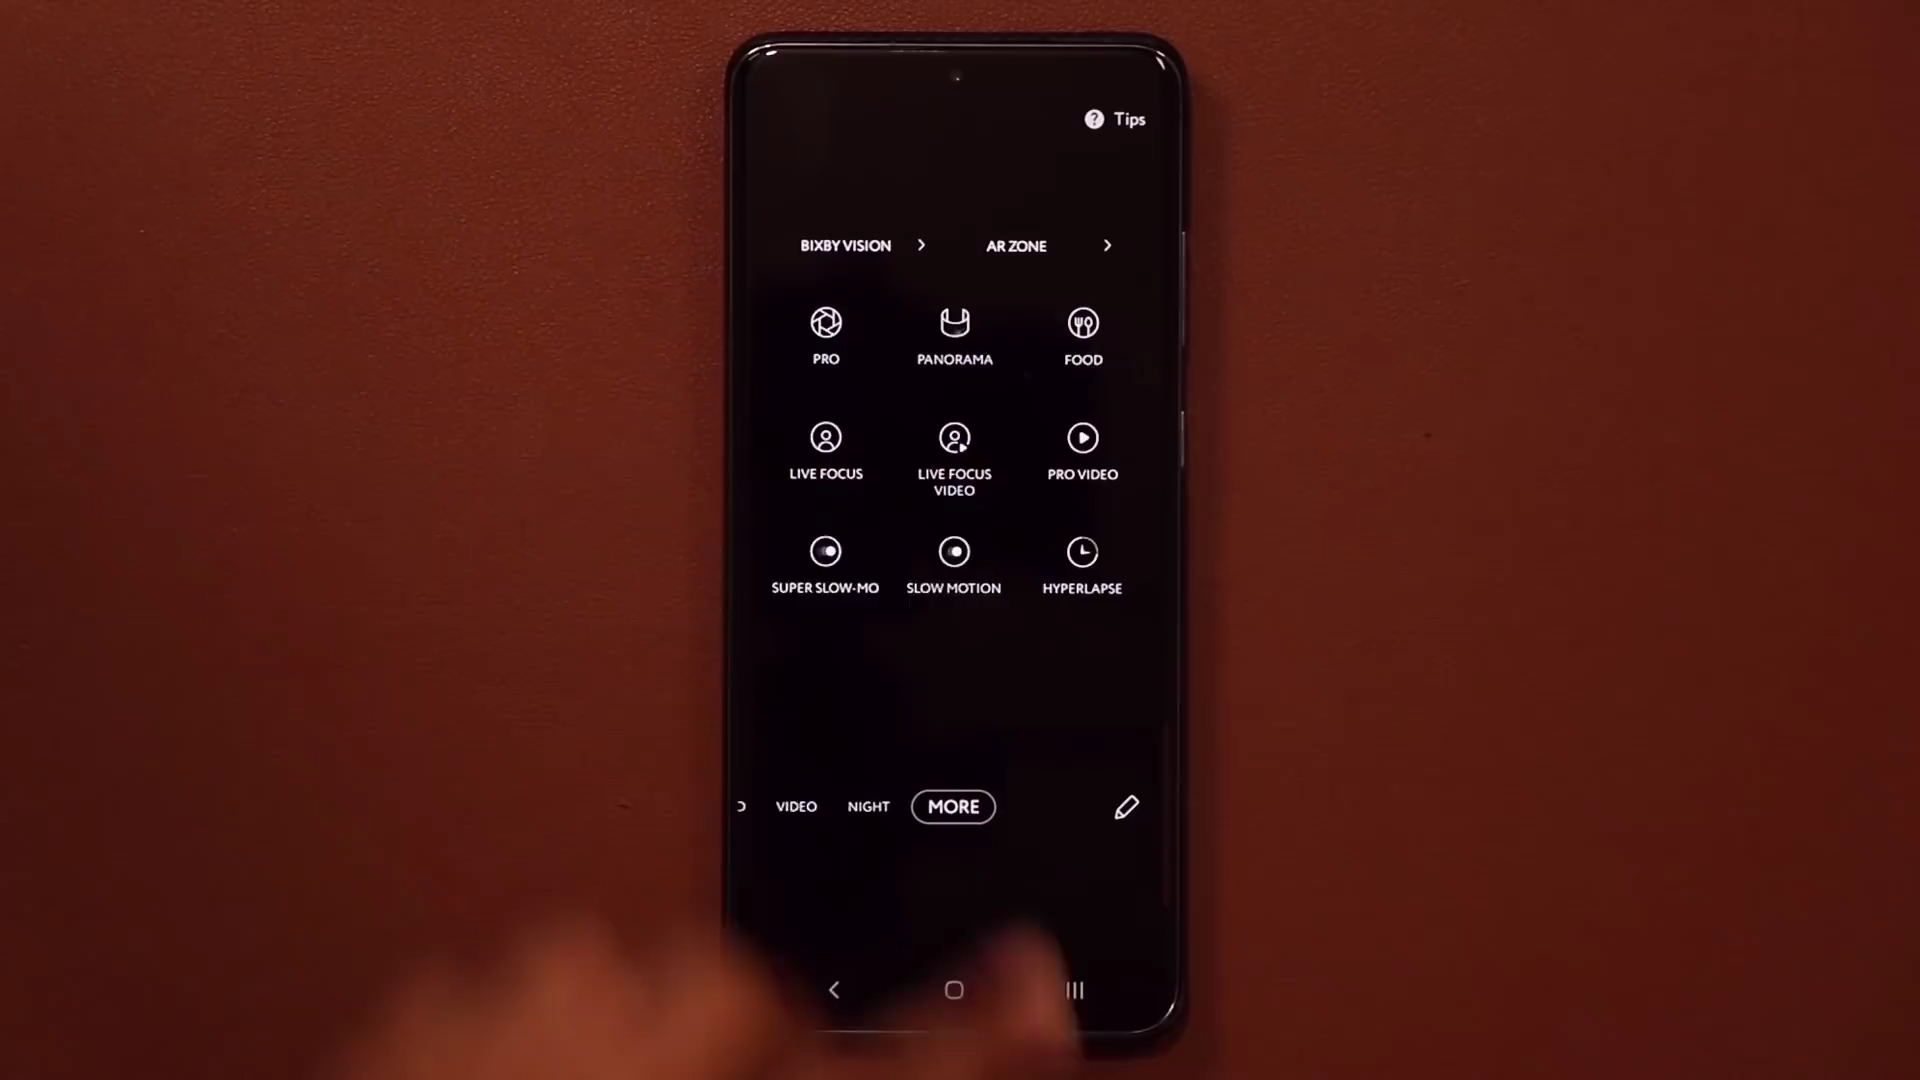 Tips
BIXBY VISION
AR ZONE
PRO
PANORAMA
FOOD
LIVE FOCUS
LIVE FOCUS
VIDEO
PRO VIDEO
SUPER SLOW-MO
SLOW MOTION
HYPERLAPSE
VIDEO
NIGHT
MORE